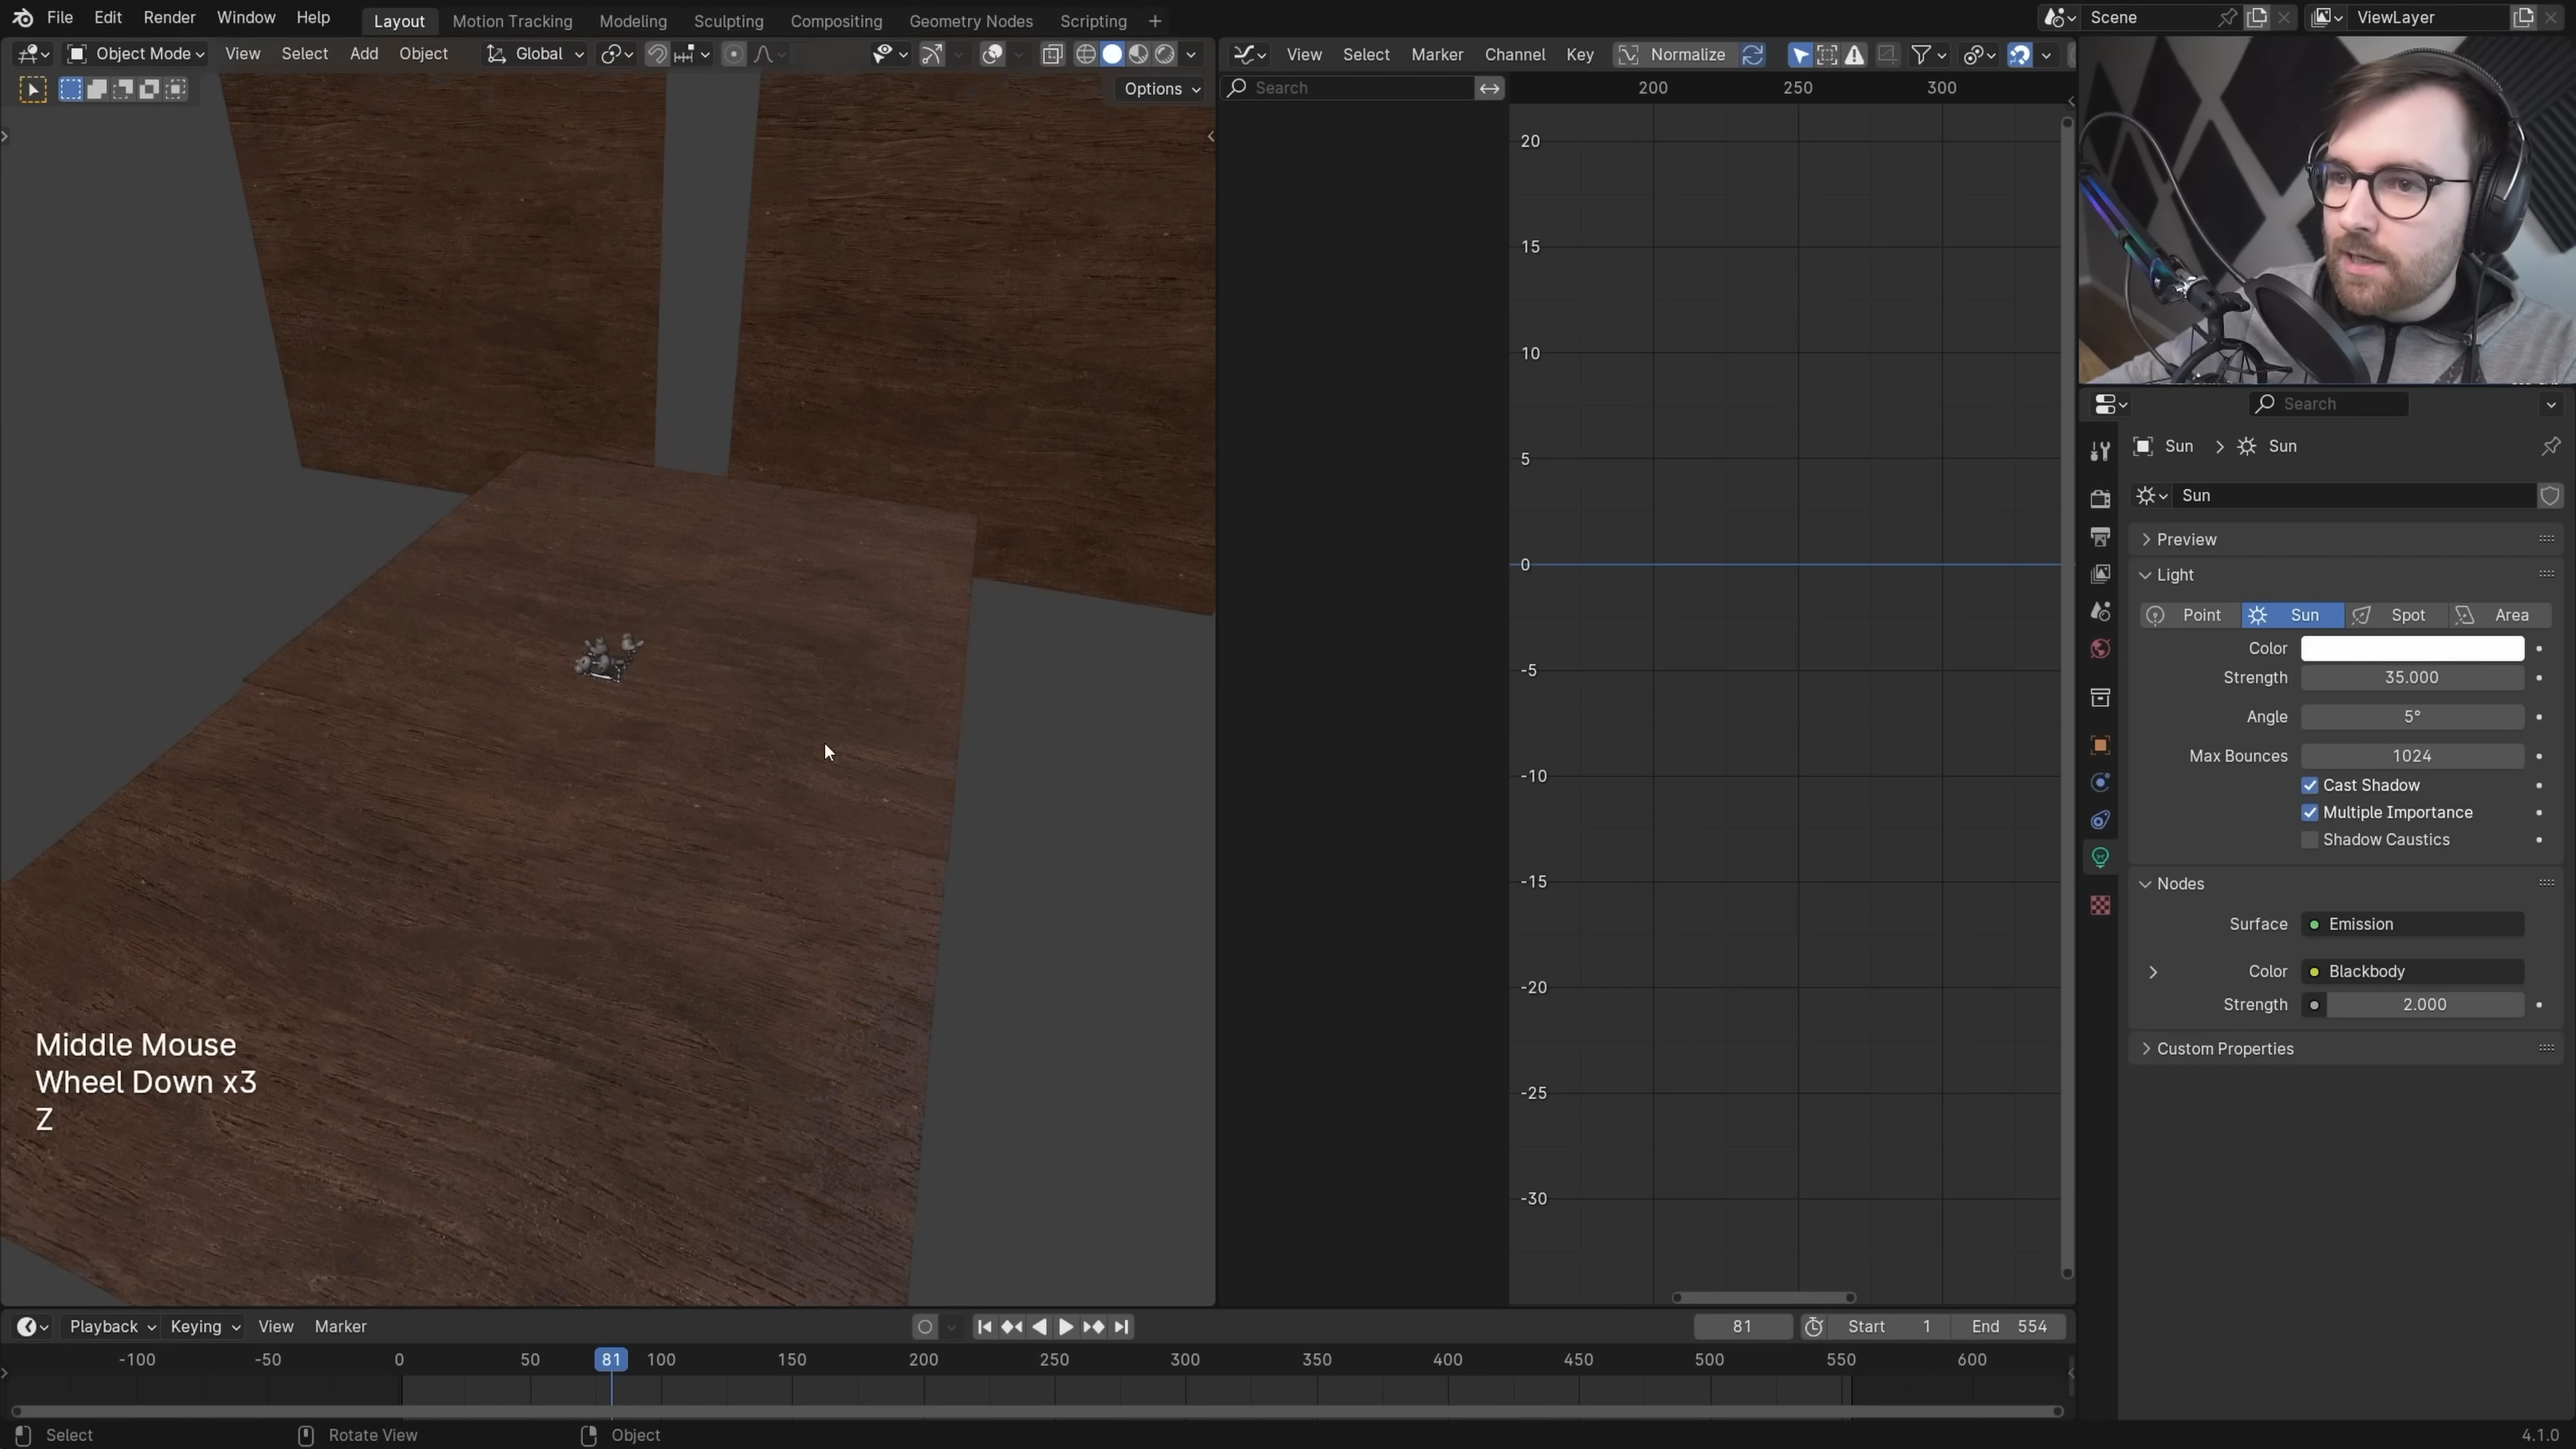 File Edit Render Window Help Layout Motion Tracking Modeling Sculpting Compositing Geometry Nodes Scripting + Scene ViewLayer
Object Mode View Select Add Object Global View Select Marker Channel Key Normalize
Options Search 200 250 300
20
15
10
5
0
-5
-10
-15
-20
-25
-30
Search
Sun > Sun
Sun
Preview
Light
Point Sun Spot Area
Color
Strength 35.000
Angle 5°
Max Bounces 1024
Cast Shadow
Multiple Importance
Shadow Caustics
Nodes
Surface Emission
Color Blackbody
Strength 2.000
Custom Properties
Middle Mouse
Wheel Down x3
Z
Playback Keying View Marker 81 Start 1 End 554
-100 -50 0 50 81 100 150 200 250 300 350 400 450 500 550 600
Select Rotate View Object 4.1.0